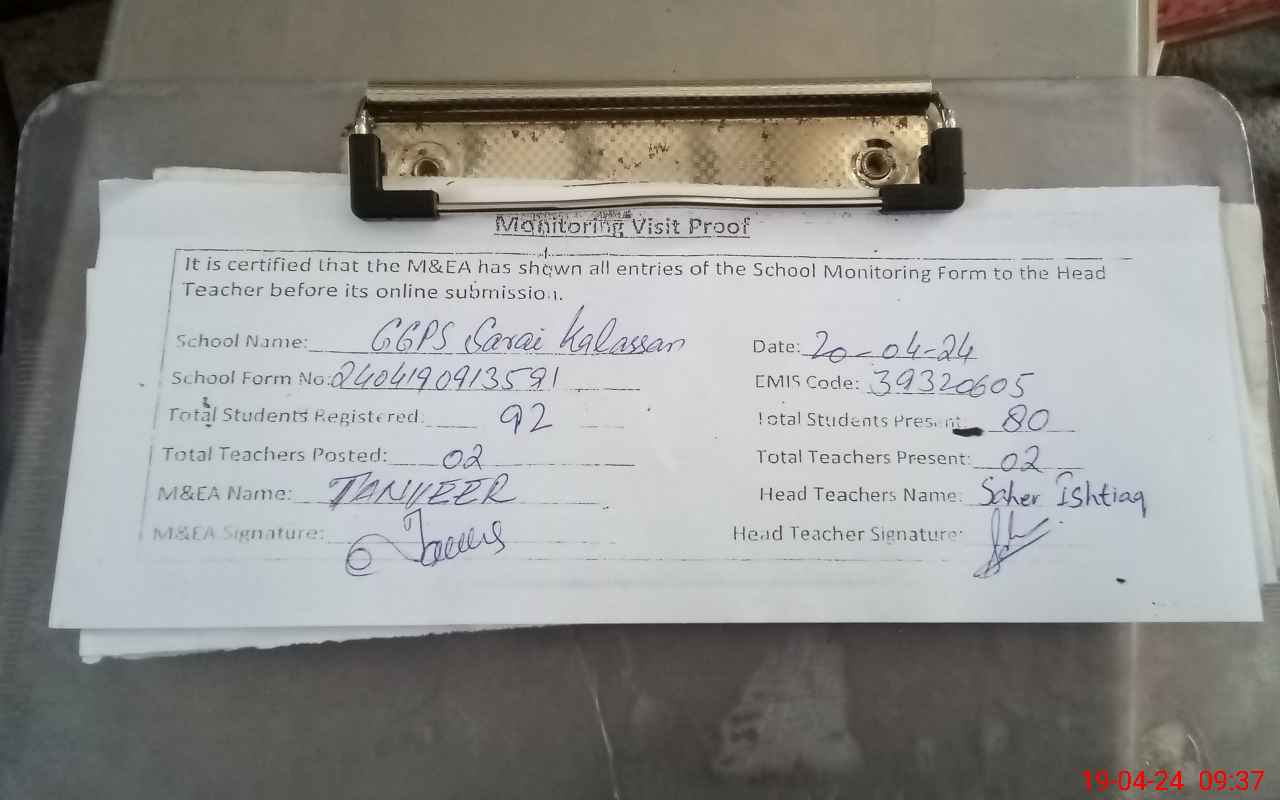 Monitoring Visit Proof
It is certified that the M&EA has shown all entries of the School Monitoring Form to the Head
Teacher before its online submission.
School Name: GGPS Sarai Kalassan Date: 20-04-24
School Form No: 2404190913591 EMIS Code: 39320605
Total Students Registered: 92 Total Students Present: 80
Total Teachers Posted: 02 Total Teachers Present: 02
M&EA Name: TANVEER Head Teachers Name: Saher Ishtiaq
M&EA Signature: Head Teacher Signature:
19-04-24 09:37